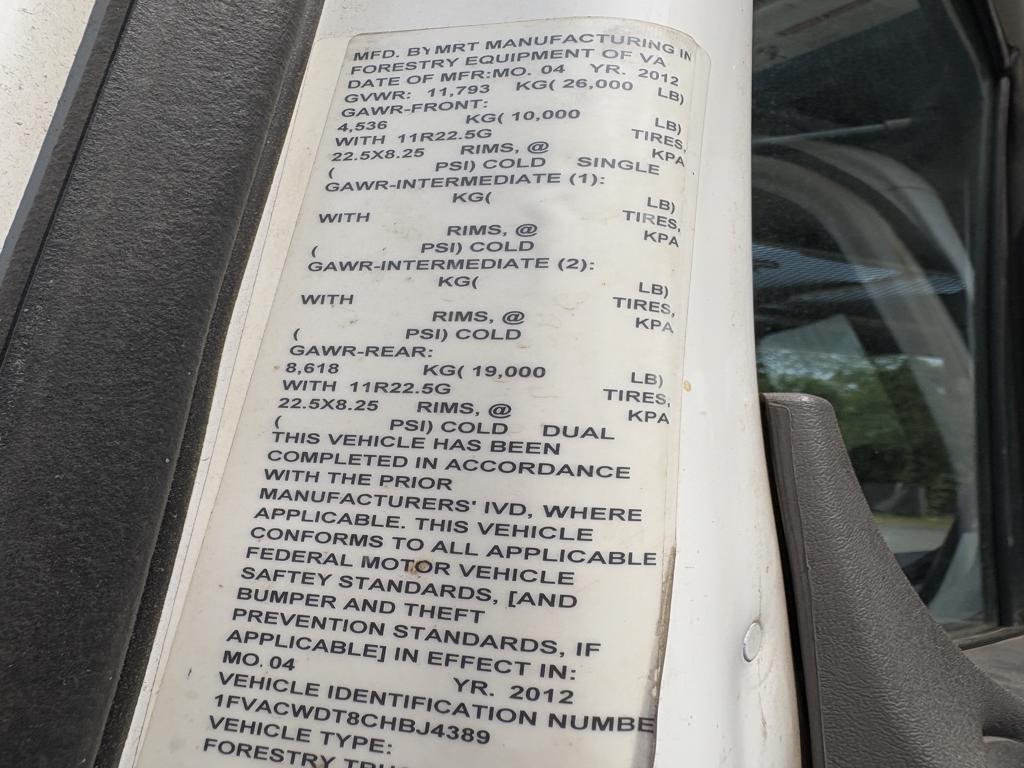 MFD. BY MRT MANUFACTURING IN
FORESTRY EQUIPMENT OF VA
DATE OF MFR:MO. 04 YR. 2012
GVWR: 11,793 KG( 26,000 LB)
GAWR-FRONT:
4,536 KG( 10,000 LB)
WITH 11R22.5G TIRES,
22.5X8.25 RIMS, @ KPA
( PSI) COLD SINGLE
GAWR-INTERMEDIATE (1):
KG( LB)
WITH TIRES,
RIMS, @ KPA
( PSI) COLD
GAWR-INTERMEDIATE (2):
KG( LB)
WITH TIRES,
RIMS, @ KPA
( PSI) COLD
GAWR-REAR:
8,618 KG( 19,000 LB)
WITH 11R22.5G TIRES,
22.5X8.25 RIMS, @ KPA
( PSI) COLD DUAL
THIS VEHICLE HAS BEEN
COMPLETED IN ACCORDANCE
WITH THE PRIOR
MANUFACTURERS' IVD, WHERE
APPLICABLE. THIS VEHICLE
CONFORMS TO ALL APPLICABLE
FEDERAL MOTOR VEHICLE
SAFTEY STANDARDS, [AND
BUMPER AND THEFT
PREVENTION STANDARDS, IF
APPLICABLE] IN EFFECT IN:
MO. 04 YR. 2012
VEHICLE IDENTIFICATION NUMBE
1FVACWDT8CHBJ4389
VEHICLE TYPE:
FORESTRY